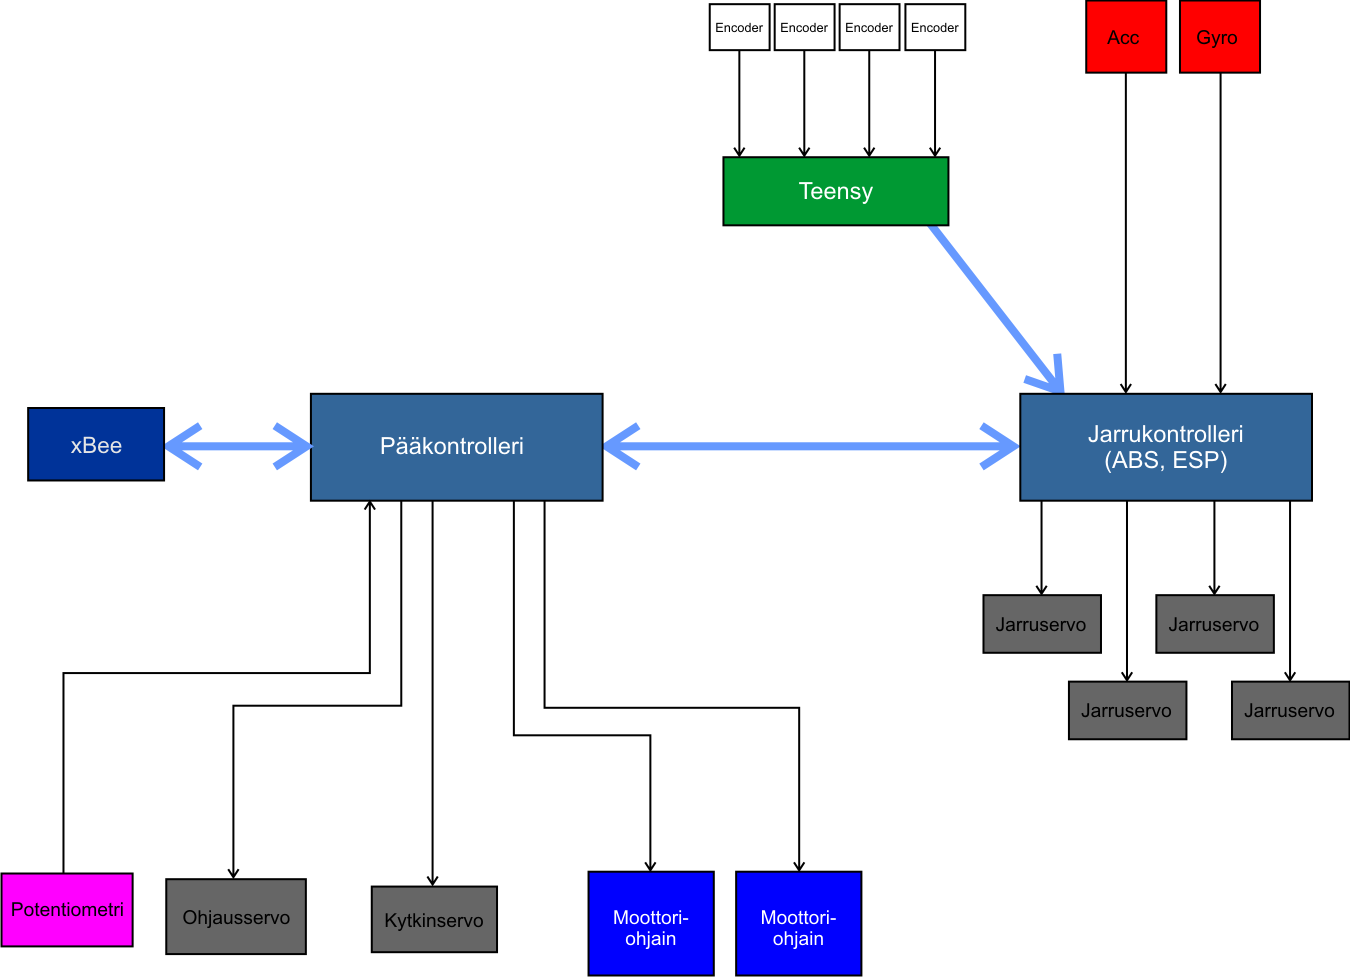 Encoder
Encoder
Encoder
Encoder
Acc
Gyro
Teensy
xBee
Pääkontrolleri
Jarrukontrolleri
(ABS, ESP)
Jarruservo
Jarruservo
Jarruservo
Jarruservo
Potentiometri
Ohjausservo
Kytkinservo
Moottori-
ohjain
Moottori-
ohjain